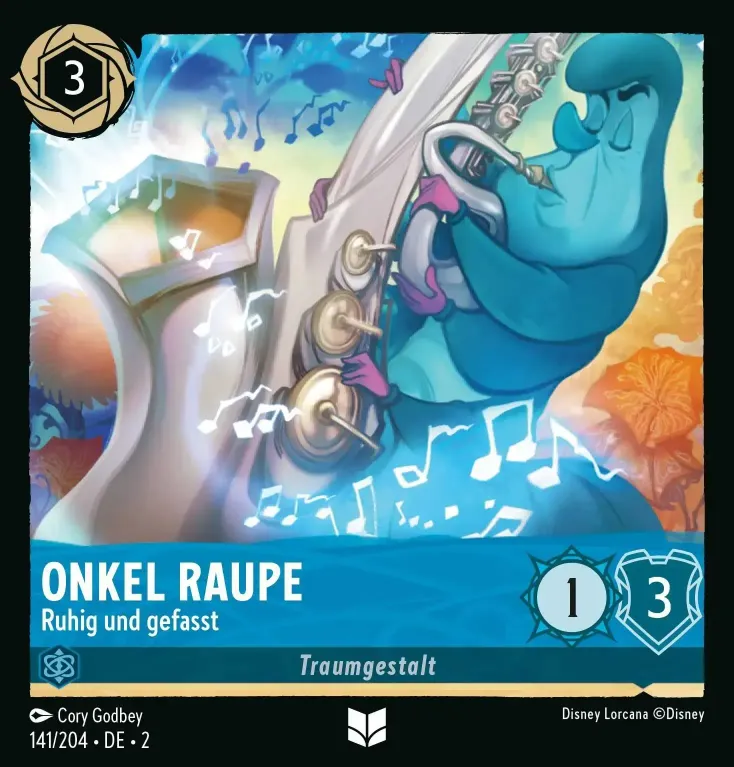 3
ONKEL RAUPE
Ruhig und gefasst
1
3
Traumgestalt
Cory Godbey
Disney Lorcana ©Disney
141/204 • DE • 2